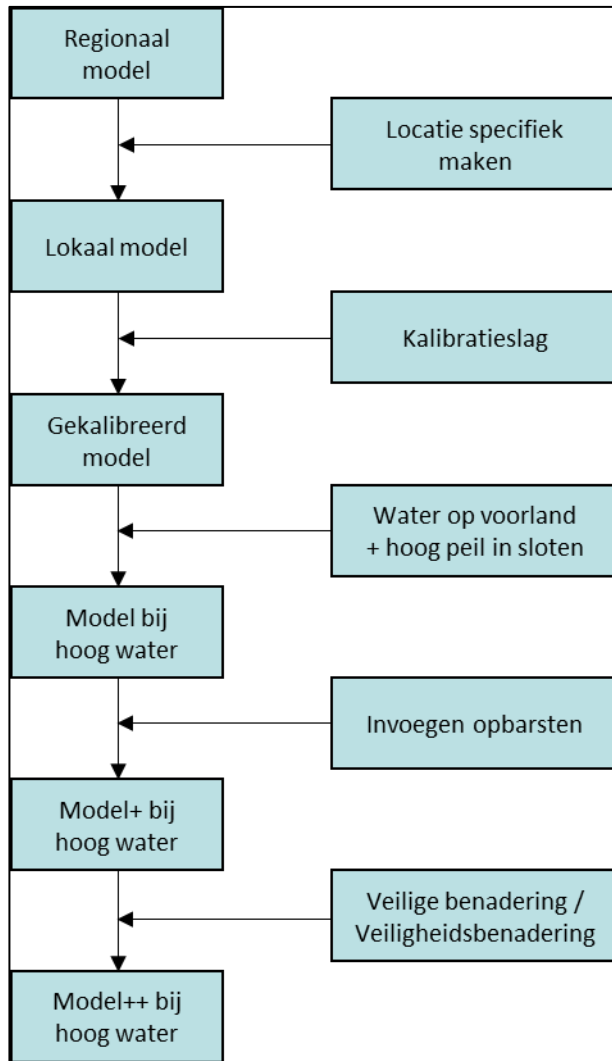 Regionaal
model
Locatie specifiek
maken
Lokaal model
Kalibratieslag
Gekalibreerd
model
Water op voorland
+ hoog peil in sloten
Model bij
hoog water
Invoegen opbarsten
Model+ bij
hoog water
Veilige benadering /
Veiligheidsbenadering
Model++ bij
hoog water